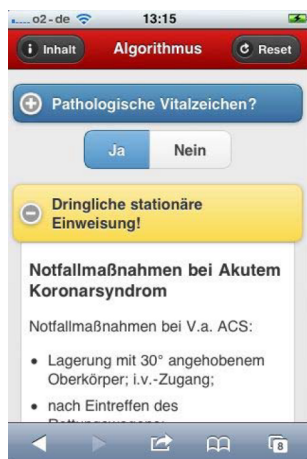 o2-de 13:15
Inhalt Algorithmus Reset
Pathologische Vitalzeichen?
Ja Nein
Dringliche stationäre
Einweisung!
Notfallmaßnahmen bei Akutem
Koronarsyndrom
Notfallmaßnahmen bei V.a. ACS:
• Lagerung mit 30° angehobenem
Oberkörper; i.v.-Zugang;
• nach Eintreffen des
8